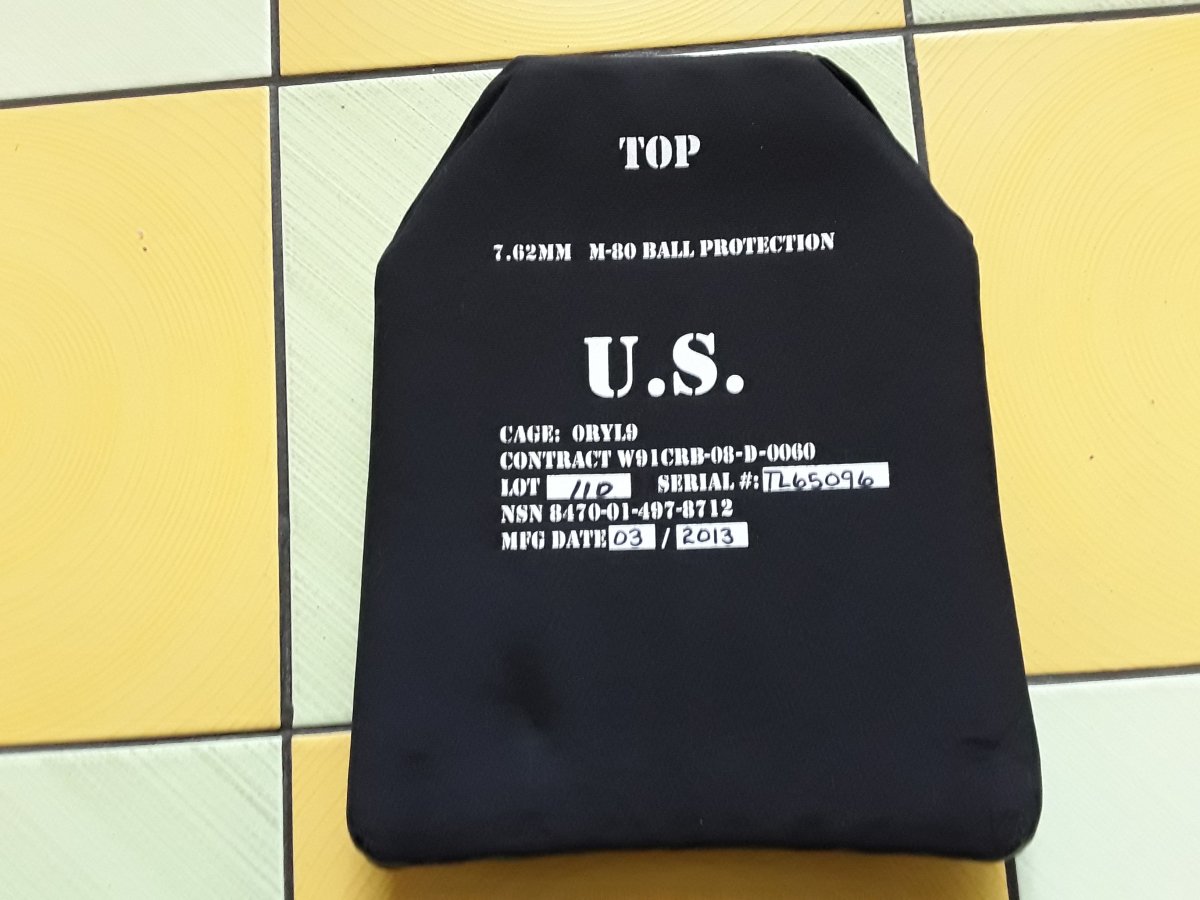 TOP
7.62MM M-80 BALL PROTECTION
U.S.
CAGE: 0RYL9
CONTRACT W91CRB-08-D-0060
LOT 110 SERIAL #: TL65096
NSN 8470-01-497-8712
MFG DATE 03 / 2013